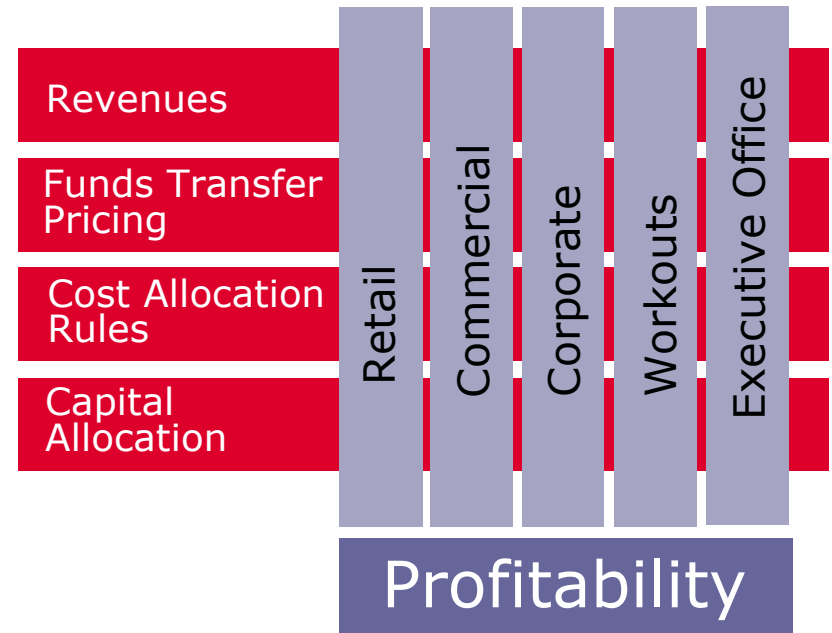 Revenues
Funds Transfer
Pricing
Cost Allocation
Rules
Capital
Allocation
Retail
Commercial
Corporate
Workouts
Executive Office
Profitability